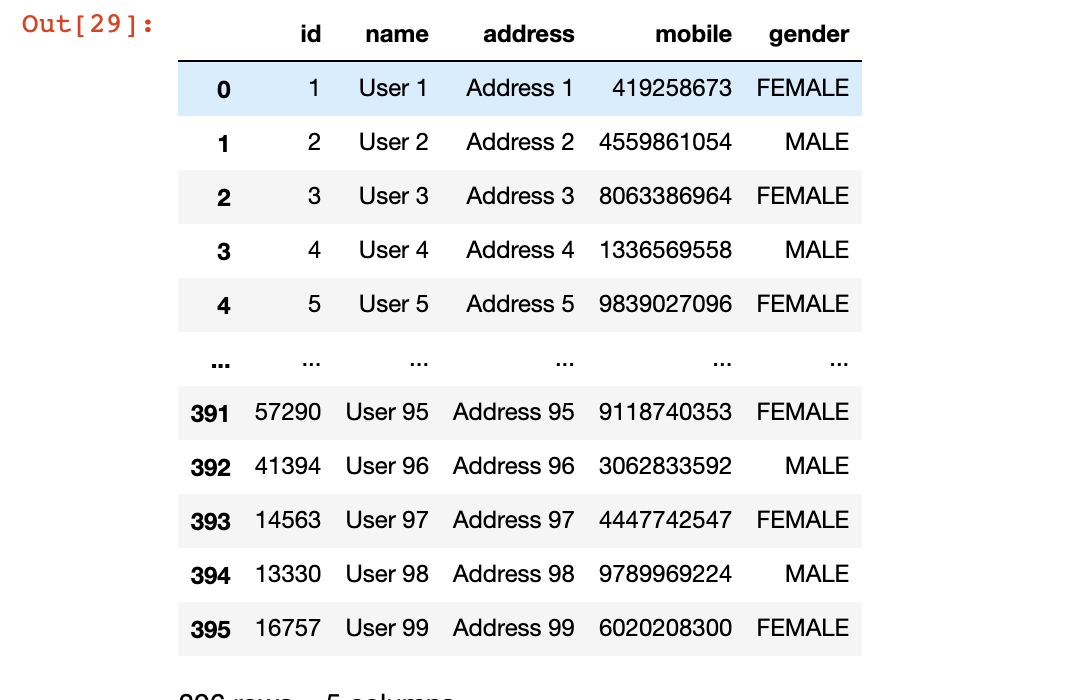 Out[29]:
id name address mobile gender
0 1 User 1 Address 1 419258673 FEMALE
1 2 User 2 Address 2 4559861054 MALE
2 3 User 3 Address 3 8063386964 FEMALE
3 4 User 4 Address 4 1336569558 MALE
4 5 User 5 Address 5 9839027096 FEMALE
... ... ... ... ... ...
391 57290 User 95 Address 95 9118740353 FEMALE
392 41394 User 96 Address 96 3062833592 MALE
393 14563 User 97 Address 97 4447742547 FEMALE
394 13330 User 98 Address 98 9789969224 MALE
395 16757 User 99 Address 99 6020208300 FEMALE
rows 5 columns